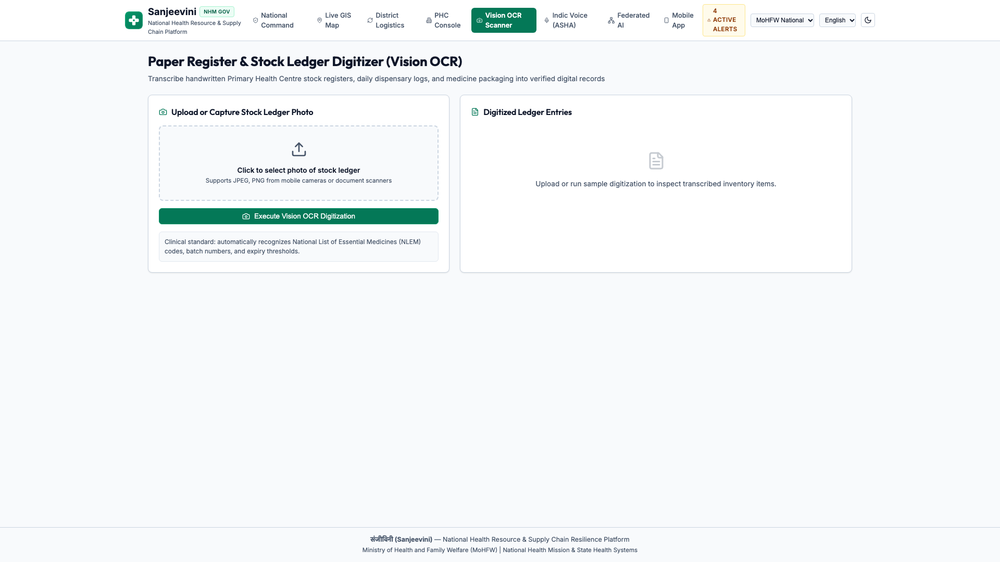 Sanjeevini NHM GOV
National Health Resource & Supply
Chain Platform
National
Command
Live GIS
Map
District
Logistics
PHC
Console
Vision OCR
Scanner
Indic Voice
(ASHA)
Federated
AI
Mobile
App
4
ACTIVE
ALERTS
MoHFW National
English
Paper Register & Stock Ledger Digitizer (Vision OCR)
Transcribe handwritten Primary Health Centre stock registers, daily dispensary logs, and medicine packaging into verified digital records
Upload or Capture Stock Ledger Photo
Click to select photo of stock ledger
Supports JPEG, PNG from mobile cameras or document scanners
Execute Vision OCR Digitization
Clinical standard: automatically recognizes National List of Essential Medicines (NLEM)
codes, batch numbers, and expiry thresholds.
Digitized Ledger Entries
Upload or run sample digitization to inspect transcribed inventory items.
संजीविनी (Sanjeevini) — National Health Resource & Supply Chain Resilience Platform
Ministry of Health and Family Welfare (MoHFW) | National Health Mission & State Health Systems